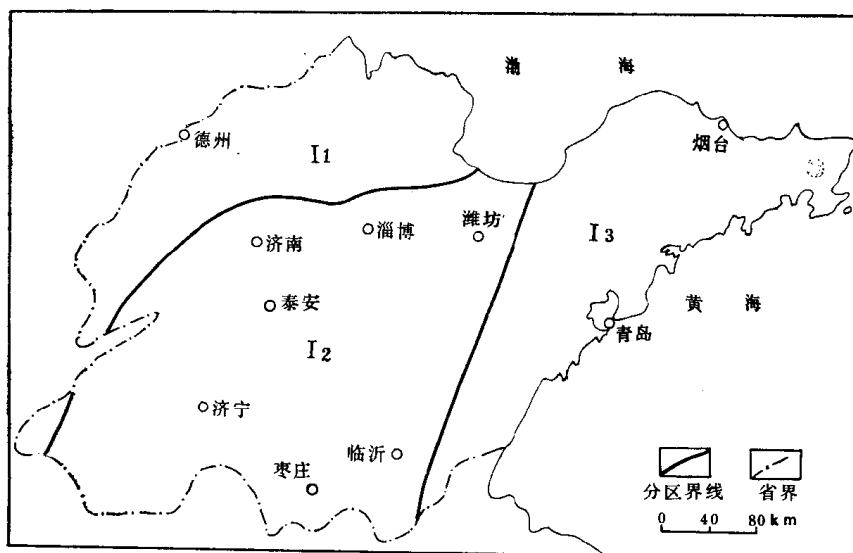 渤 海
德州
烟台
I1
济南
淄博
潍坊
I3
泰安
黄 海
青岛
I2
济宁
临沂
枣庄
分区界线
省界
0 40 80 km